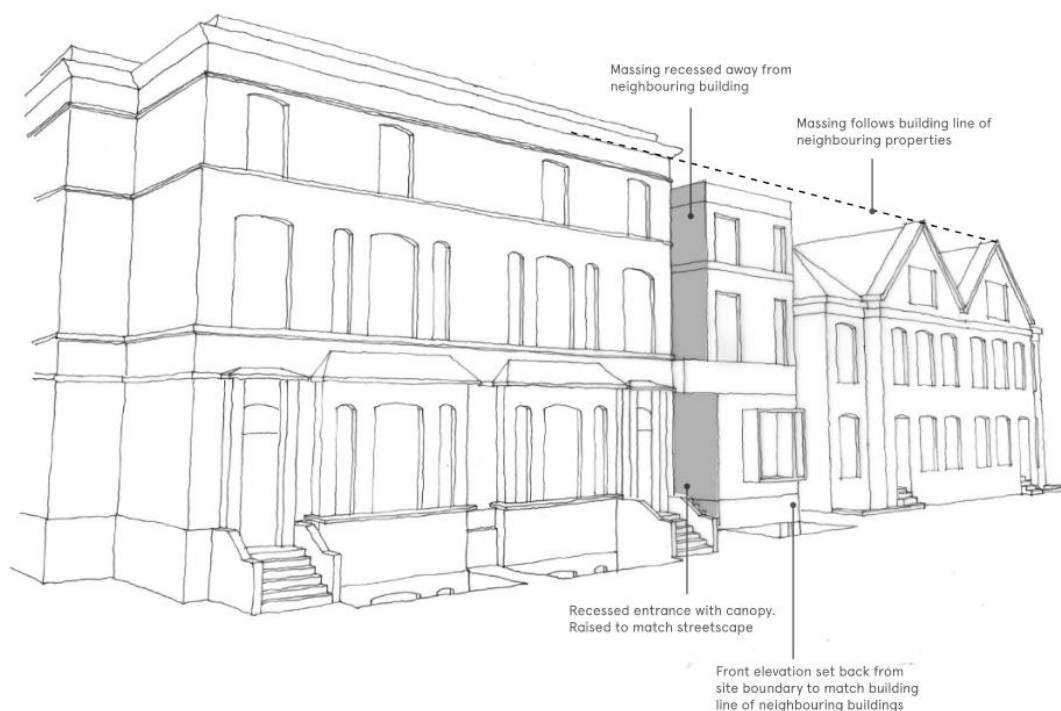 Massing recessed away from
neighbouring building
Massing follows building line of
neighbouring properties
Recessed entrance with canopy.
Raised to match streetscape
Front elevation set back from
site boundary to match building
line of neighbouring buildings